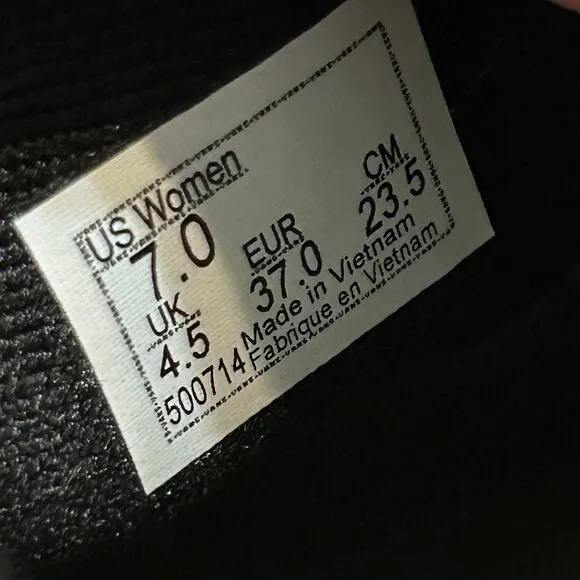 US Women
7.0
UK
4.5
500714
EUR
37.0
CM
23.5
Made in Vietnam
Fabrique en Vietnam